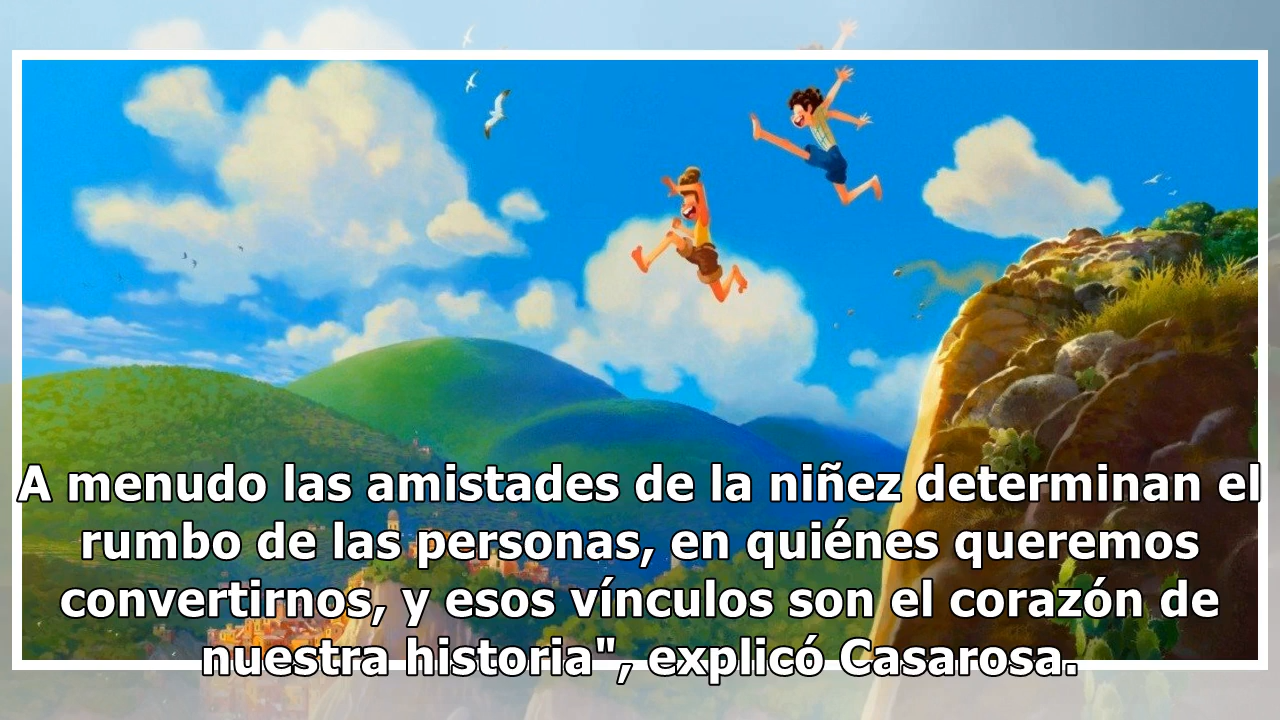 A menudo las amistades de la niñez determinan el
rumbo de las personas, en quiénes queremos
convertirnos, y esos vínculos son el corazón de
nuestra historia", explicó Casarosa.